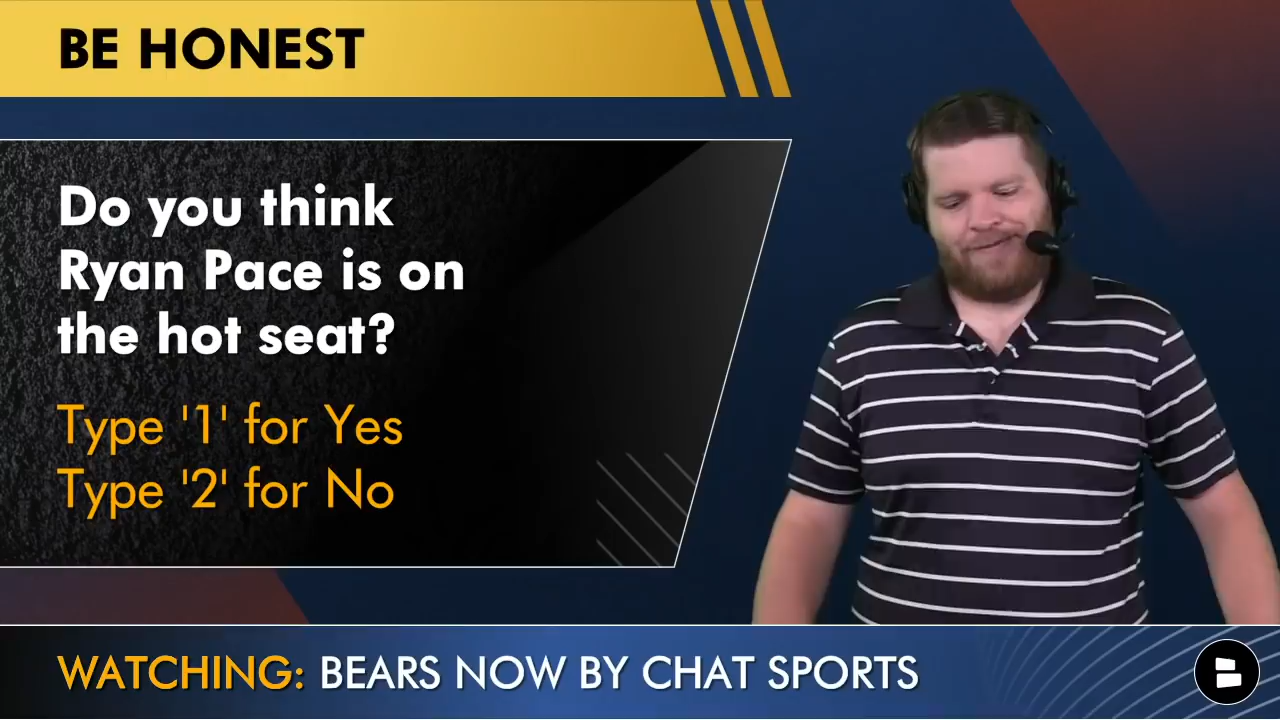 BE HONEST
Do you think
Ryan Pace is on
the hot seat?
Type '1' for Yes
Type '2' for No
WATCHING: BEARS NOW BY CHAT SPORTS